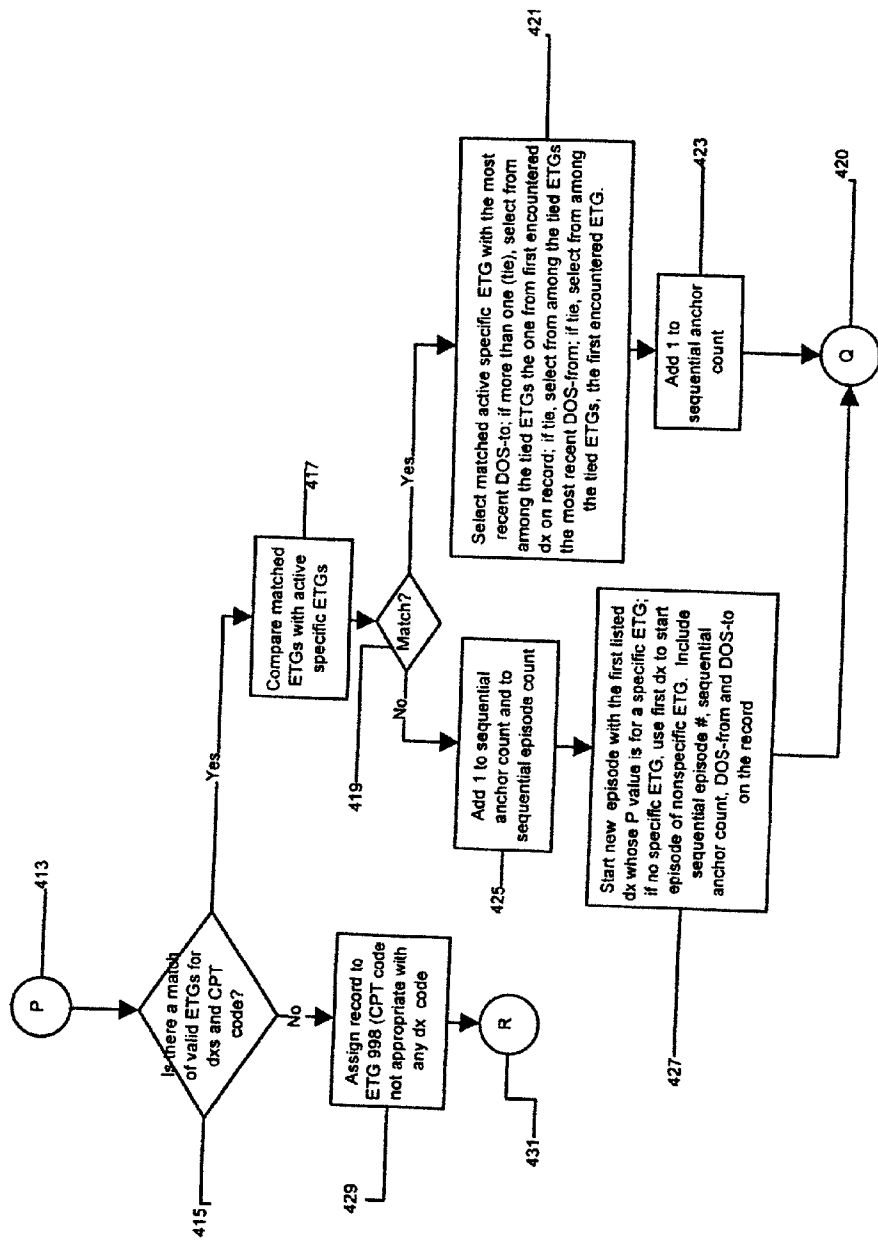 P
413
Is there a match
of valid ETGs for
dxs and CPT
code?
415
Yes
No
Compare matched
ETGs with active
specific ETGs
417
Match?
419
Yes
No
Select matched active specific ETG with the most
recent DOS-to; if more than one (tie), select from
among the tied ETGs the one from first encountered
dx on record; if tie, select from among the tied ETGs
the most recent DOS-from; if tie, select from among
the tied ETGs, the first encountered ETG.
421
Add 1 to
sequential anchor
count
423
Add 1 to sequential
anchor count and to
sequential episode count
425
Start new episode with the first listed
dx whose P value is for a specific ETG;
if no specific ETG, use first dx to start
episode of nonspecific ETG. Include
sequential episode #, sequential
anchor count, DOS-from and DOS-to
on the record
427
Q
420
Assign record to
ETG 998 (CPT code
not appropriate with
any dx code
429
R
431